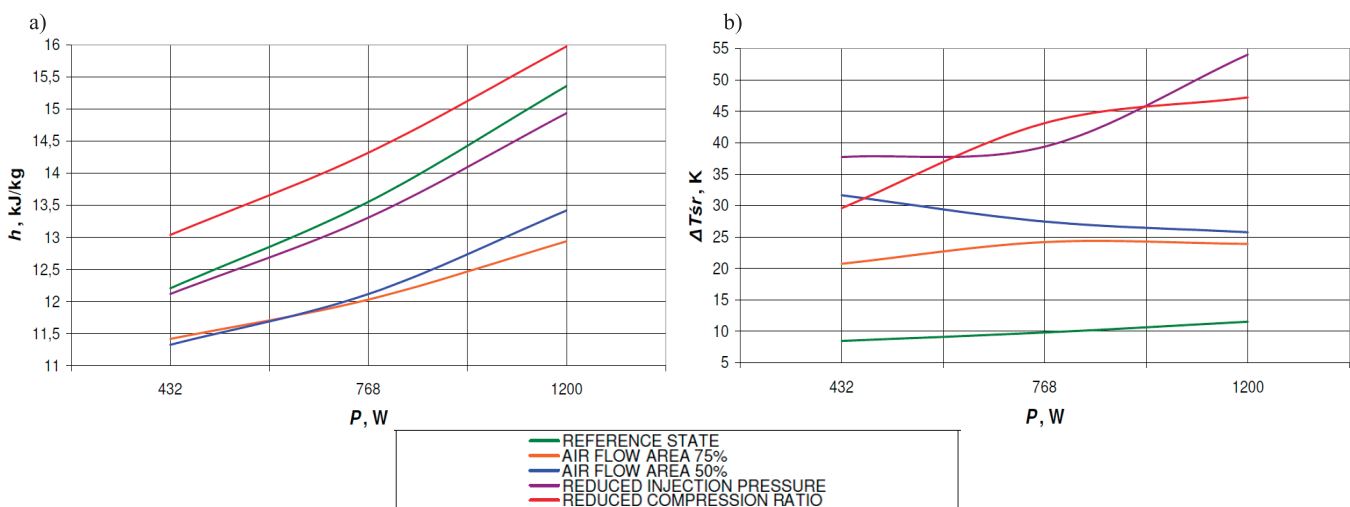 a)
b)
16
15,5
15
14,5
14
13,5
13
12,5
12
11,5
11
h, kJ/kg
432
768
1200
P, W
55
50
45
40
35
30
25
20
15
10
5
ΔTśr, K
432
768
1200
P, W
REFERENCE STATE
AIR FLOW AREA 75%
AIR FLOW AREA 50%
REDUCED INJECTION PRESSURE
REDUCED COMPRESSION RATIO